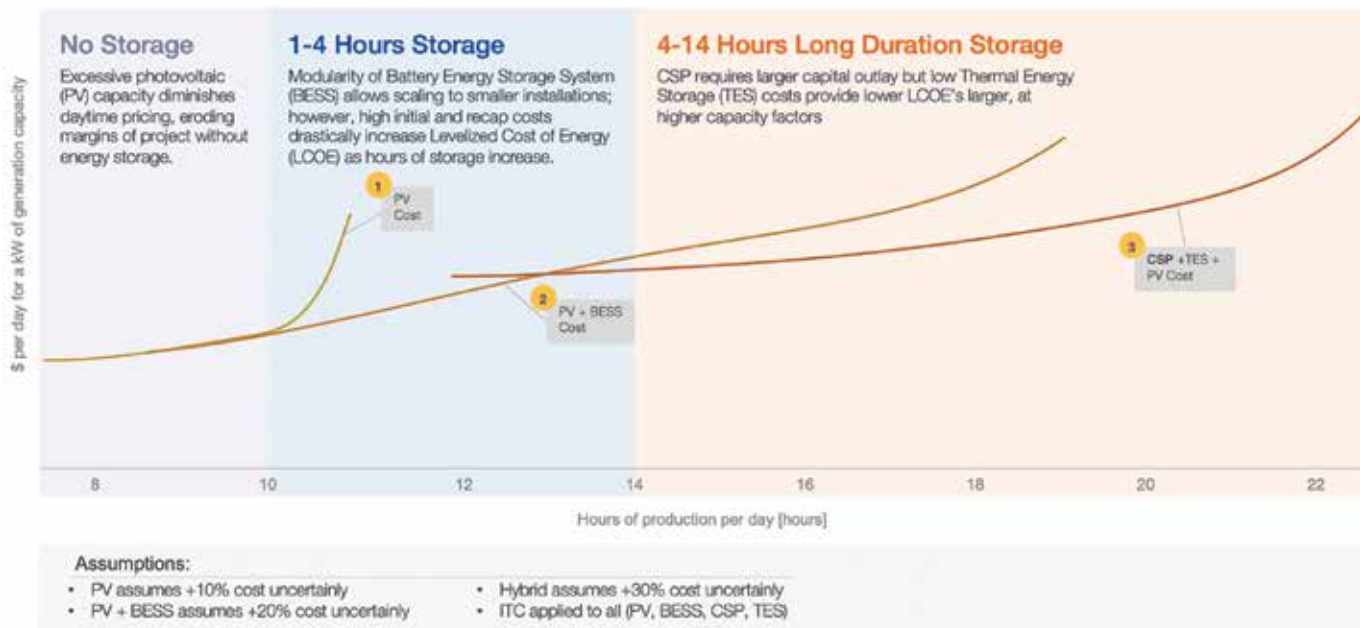 No Storage
Excessive photovoltaic
(PV) capacity diminishes
daytime pricing, eroding
margins of project without
energy storage.
1-4 Hours Storage
Modularity of Battery Energy Storage System
(BESS) allows scaling to smaller installations;
however, high initial and recap costs
drastically increase Levelized Cost of Energy
(LCOE) as hours of storage increase.
4-14 Hours Long Duration Storage
CSP requires larger capital outlay but low Thermal Energy
Storage (TES) costs provide lower LCOE's larger, at
higher capacity factors
$ per day for a kW of generation capacity
1
PV
Cost
2
PV + BESS
Cost
3
CSP +TES +
PV Cost
8 10 12 14 16 18 20 22
Hours of production per day [hours]
Assumptions:
• PV assumes +10% cost uncertainly
• PV + BESS assumes +20% cost uncertainly
• Hybrid assumes +30% cost uncertainly
• ITC applied to all (PV, BESS, CSP, TES)